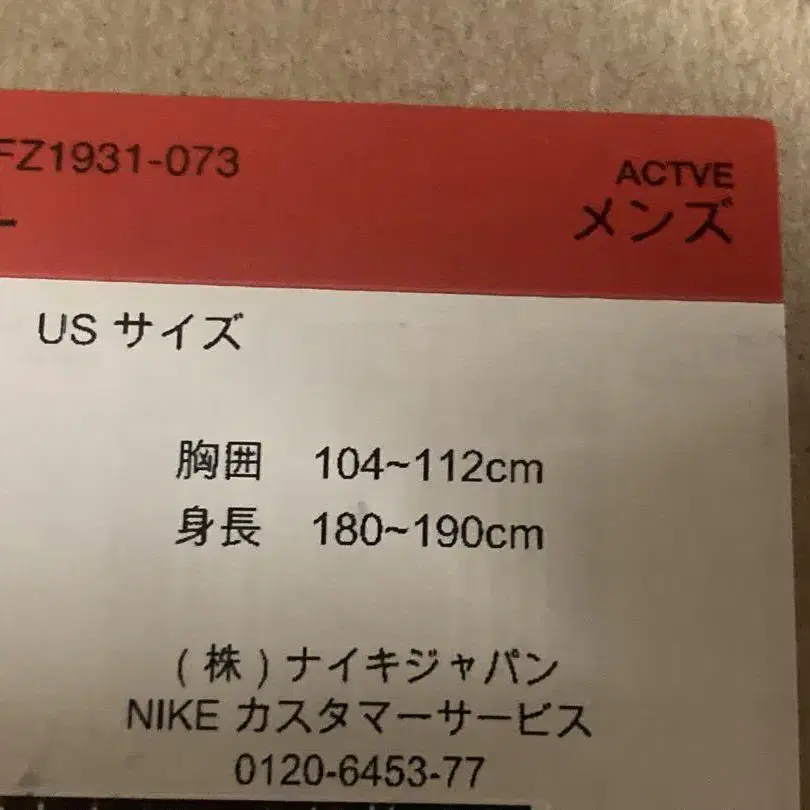 FZ1931-073
ACTVE
L
メンズ
US サイズ
胸囲 104~112cm
身長 180~190cm
(株)ナイキジャパン
NIKE カスタマーサービス
0120-6453-77